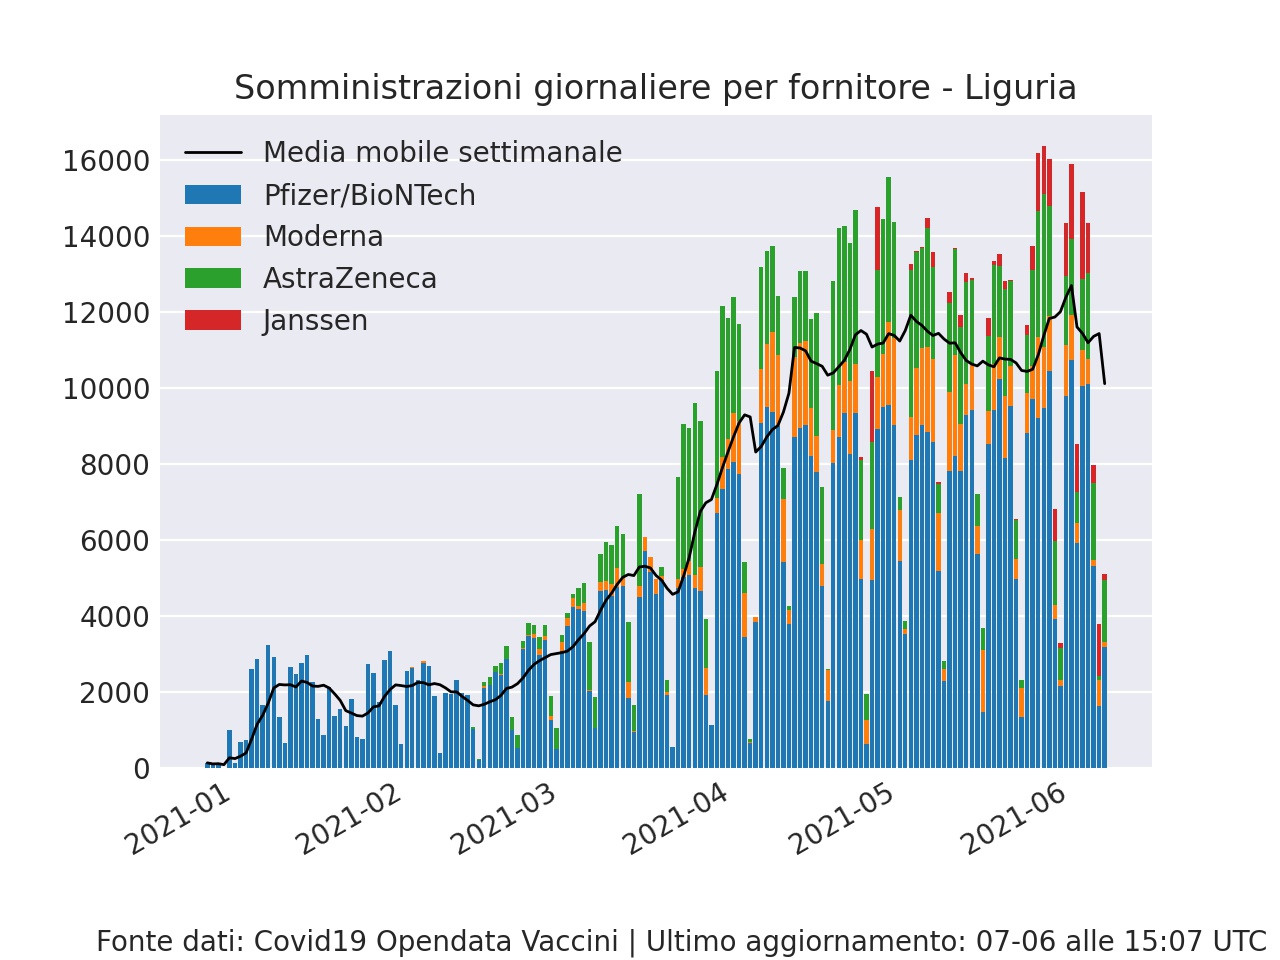 Somministrazioni giornaliere per fornitore - Liguria
Media mobile settimanale
Pfizer/BioNTech
Moderna
AstraZeneca
Janssen
16000
14000
12000
10000
8000
6000
4000
2000
0
2021-01
2021-02
2021-03
2021-04
2021-05
2021-06
Fonte dati: Covid19 Opendata Vaccini | Ultimo aggiornamento: 07-06 alle 15:07 UTC